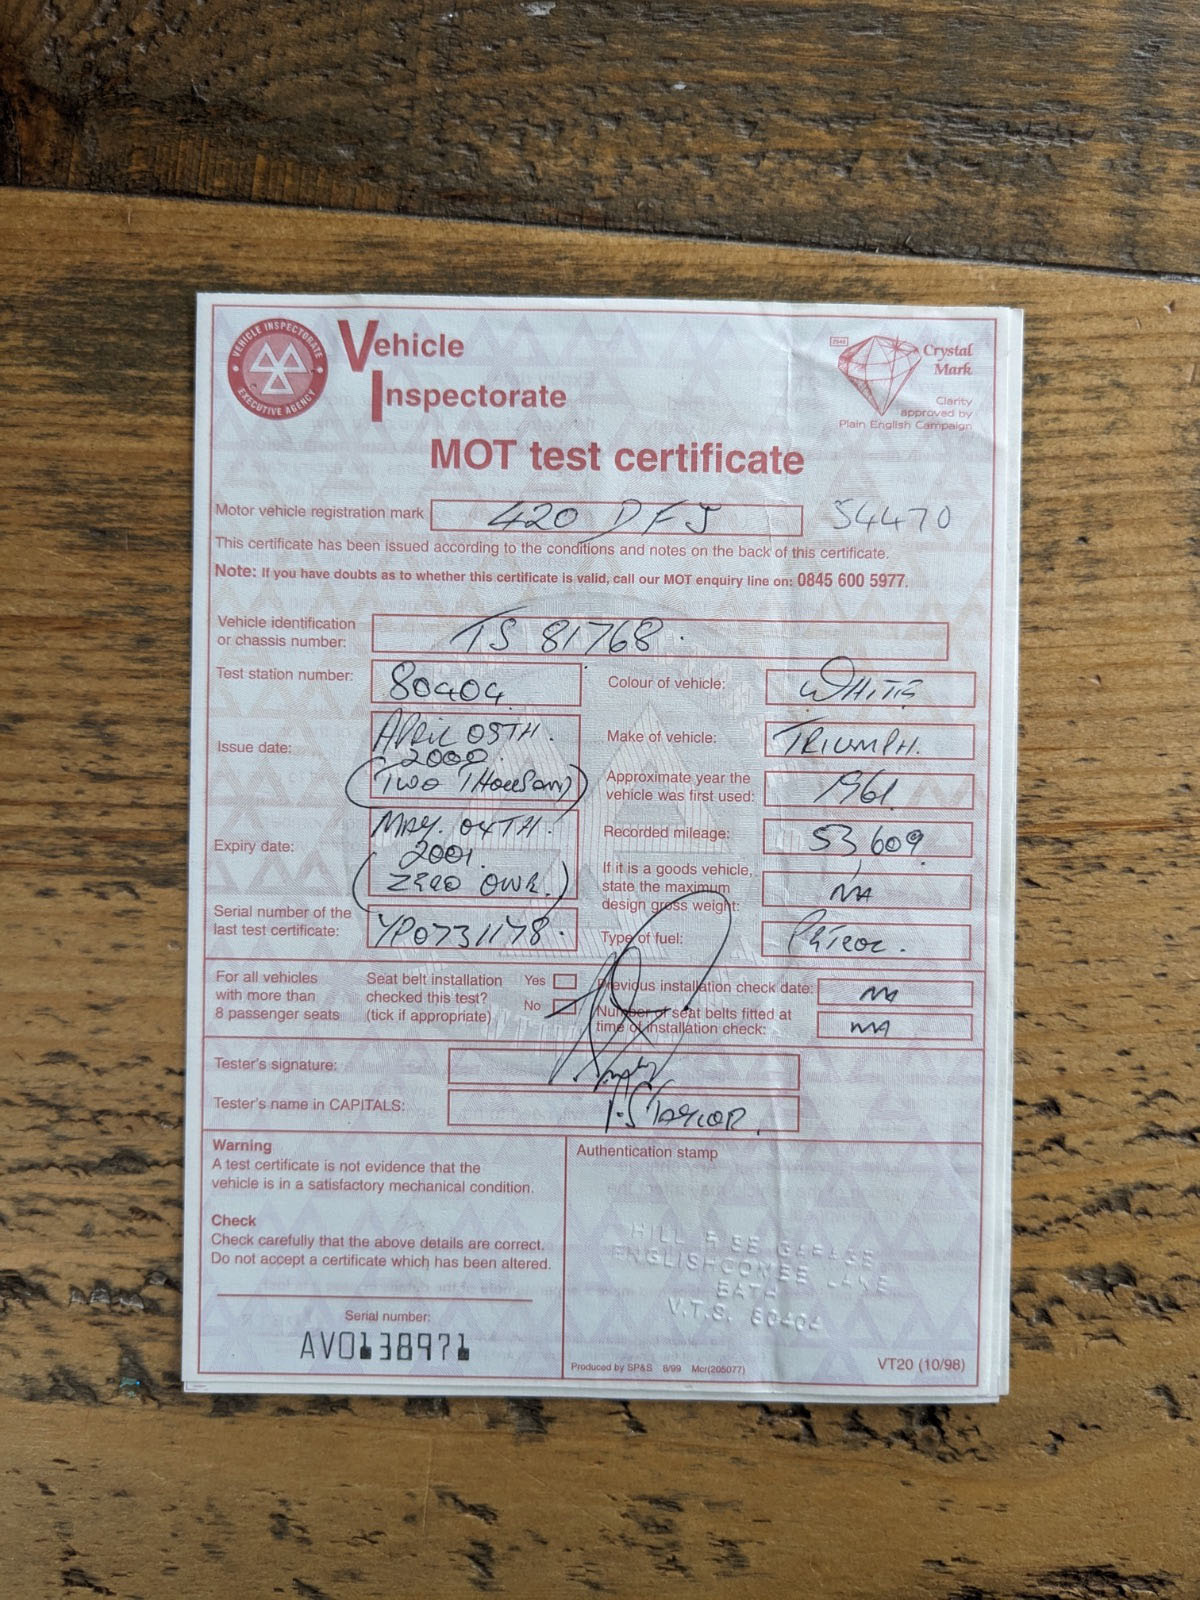 VEHICLE INSPECTORATE
EXECUTIVE AGENCY
Vehicle
Inspectorate
Crystal
Mark
Clarity
approved by
Plain English Campaign
MOT test certificate
Motor vehicle registration mark 420 DFJ 54470
This certificate has been issued according to the conditions and notes on the back of this certificate.
Note: If you have doubts as to whether this certificate is valid, call our MOT enquiry line on: 0845 600 5977.
Vehicle identification
or chassis number: TS 81768.
Test station number: 80404
Colour of vehicle: WHITE
Issue date: APRIL 05TH.
2000
(TWO THOUSAND)
Make of vehicle: TRIUMPH.
Approximate year the
vehicle was first used: 1961.
Expiry date: MAY. 04TH.
2001.
(ZERO ONE.)
Recorded mileage: 53,609
If it is a goods vehicle,
state the maximum
design gross weight: NA
Serial number of the
last test certificate: YP0731178.
Type of fuel: PETROL.
For all vehicles
with more than
8 passenger seats
Seat belt installation
checked this test?
(tick if appropriate)
Yes
No
Previous installation check date: NA
Number of seat belts fitted at
time of installation check: NA
Tester's signature:
Tester's name in CAPITALS: T.S TAYLOR.
Warning
A test certificate is not evidence that the
vehicle is in a satisfactory mechanical condition.
Check
Check carefully that the above details are correct.
Do not accept a certificate which has been altered.
Serial number:
AV0138971
Authentication stamp
HILL RISE GARAGE
ENGLISHCOMBE LANE
BATH
V.T.S. 80404
Produced by SP&S 8/99 Mcr(205077)
VT20 (10/98)